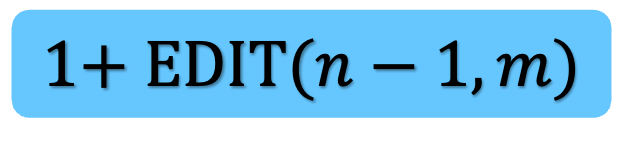 1+ EDIT(n − 1, m)